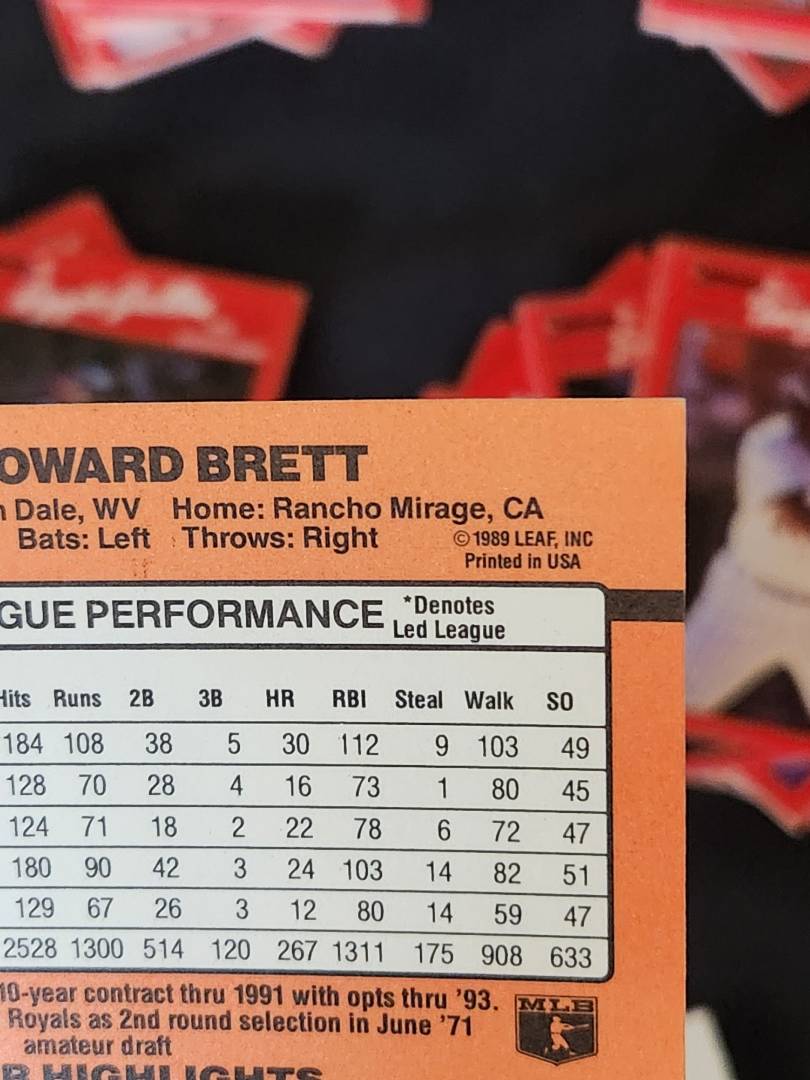 OWARD BRETT
Dale, WV Home: Rancho Mirage, CA
Bats: Left Throws: Right ©1989 LEAF, INC
Printed in USA
GUE PERFORMANCE *Denotes
Led League
Hits Runs 2B 3B HR RBI Steal Walk SO
184 108 38 5 30 112 9 103 49
128 70 28 4 16 73 1 80 45
124 71 18 2 22 78 6 72 47
180 90 42 3 24 103 14 82 51
129 67 26 3 12 80 14 59 47
2528 1300 514 120 267 1311 175 908 633
10-year contract thru 1991 with opts thru '93.
Royals as 2nd round selection in June '71
amateur draft
MLB
R HIGHLIGHTS